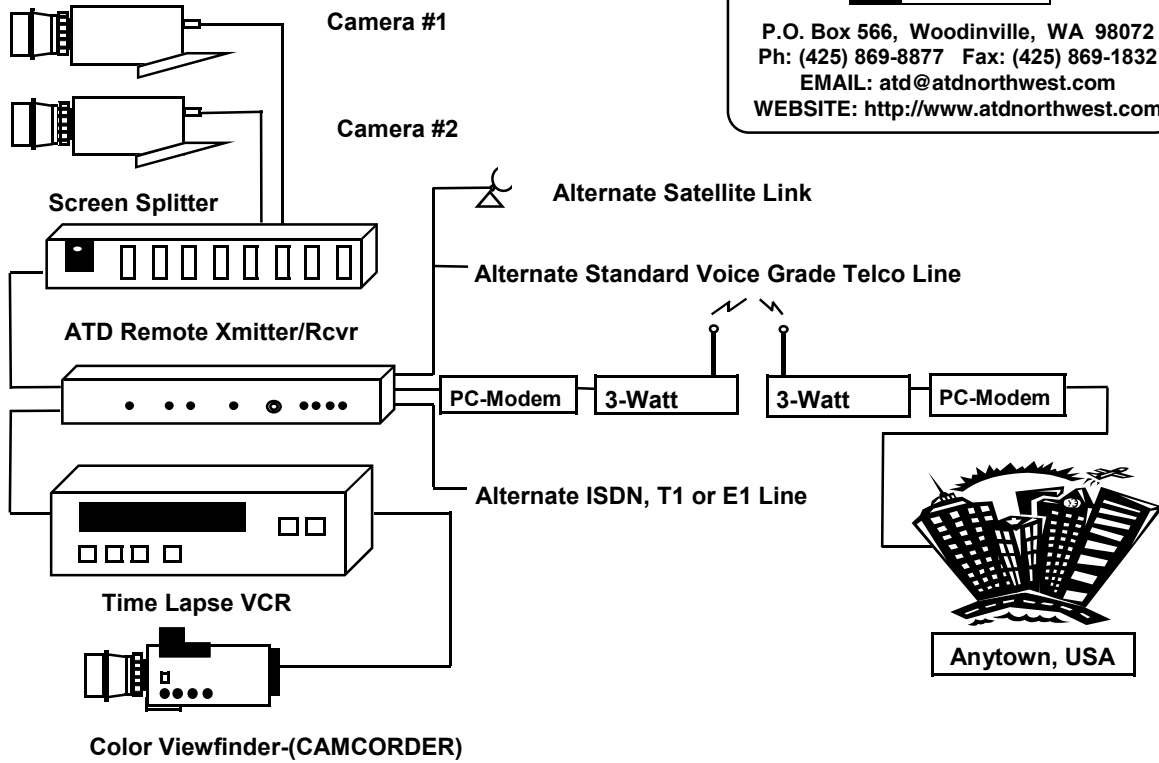 Camera #1
P.O. Box 566, Woodinville, WA 98072
Ph: (425) 869-8877 Fax: (425) 869-1832
EMAIL: atd@atdnorthwest.com
WEBSITE: http://www.atdnorthwest.com
Camera #2
Screen Splitter
Alternate Satellite Link
Alternate Standard Voice Grade Telco Line
ATD Remote Xmitter/Rcvr
PC-Modem
3-Watt
3-Watt
PC-Modem
Alternate ISDN, T1 or E1 Line
Time Lapse VCR
Anytown, USA
Color Viewfinder-(CAMCORDER)